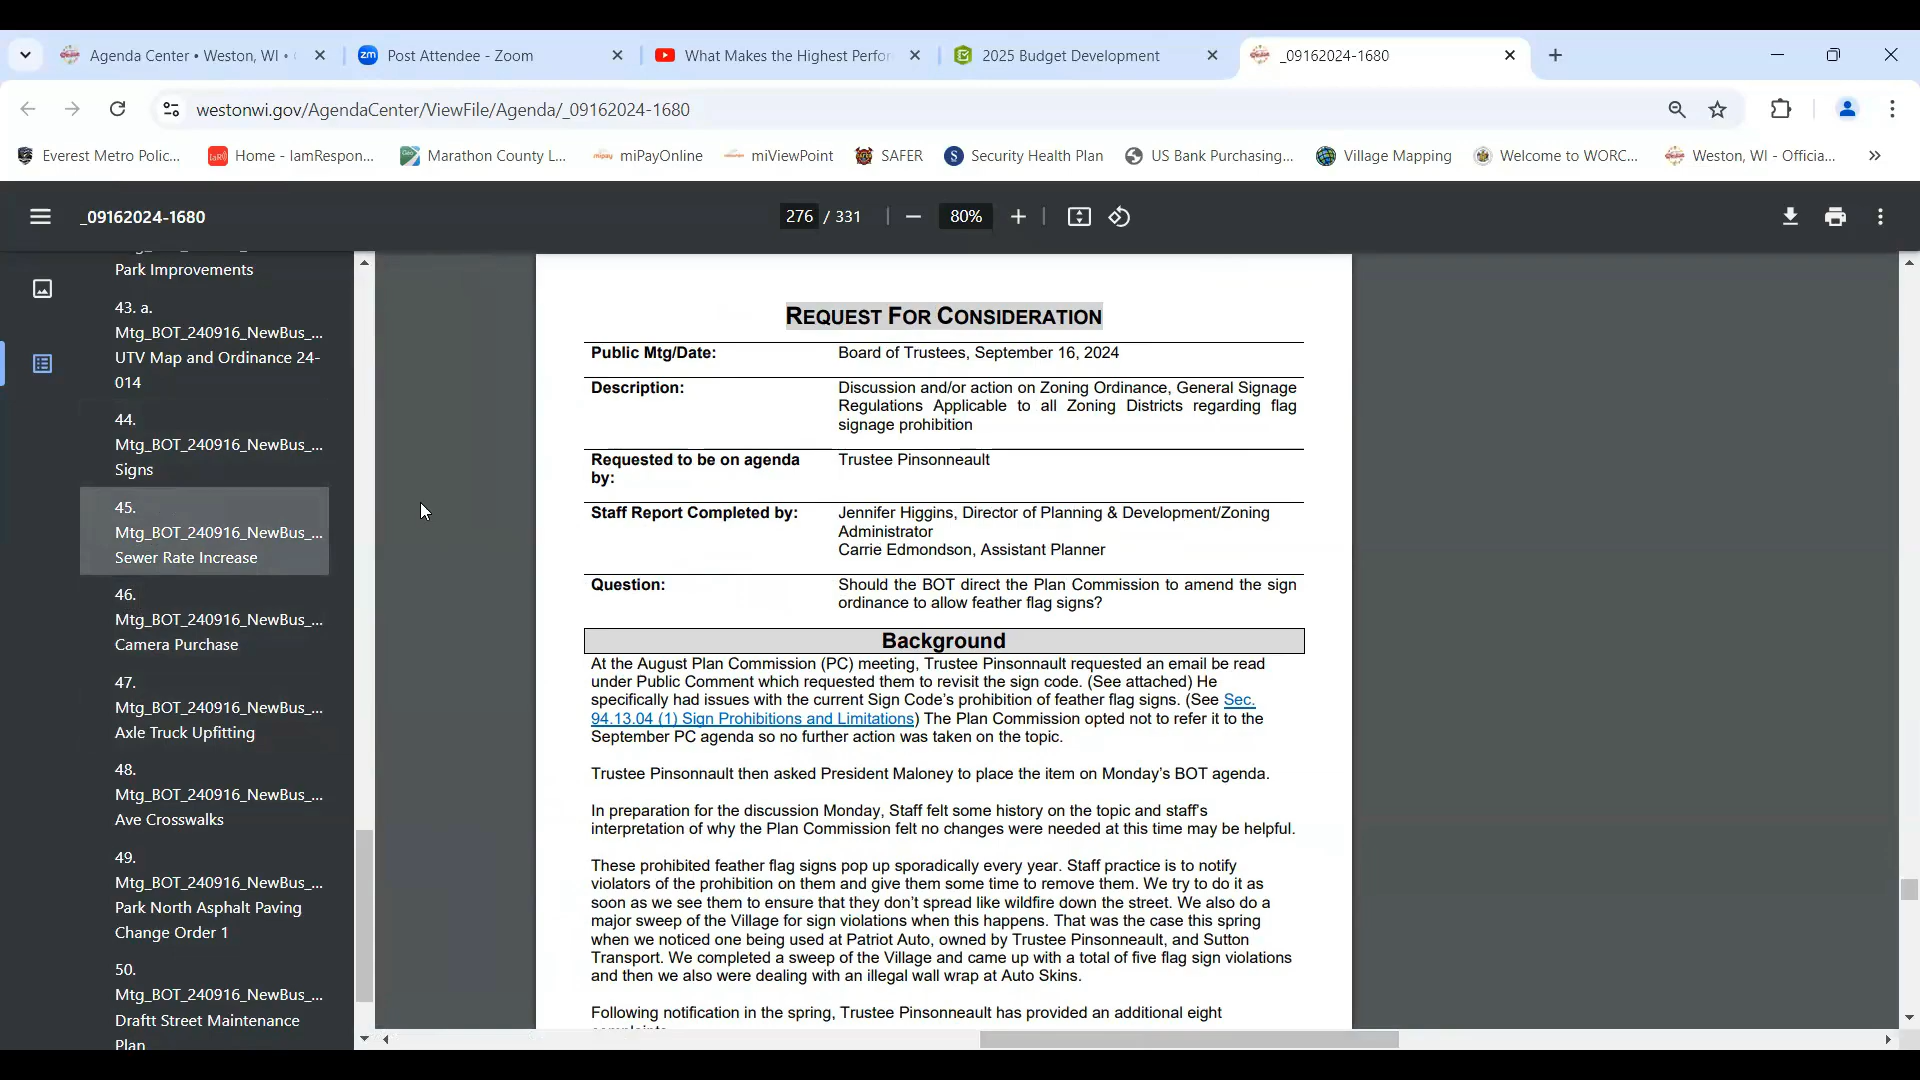 Agenda Center • Weston, WI •
Post Attendee - Zoom
What Makes the Highest Perfor
2025 Budget Development
_09162024-1680
westonwi.gov/AgendaCenter/ViewFile/Agenda/_09162024-1680
Everest Metro Polic...
Home - IamRespon...
Marathon County L...
miPayOnline
miViewPoint
SAFER
Security Health Plan
US Bank Purchasing...
Village Mapping
Welcome to WORC...
Weston, WI - Officia...
_09162024-1680
276 / 331
80%
Park Improvements
43. a.
Mtg_BOT_240916_NewBus_...
UTV Map and Ordinance 24-
014
44.
Mtg_BOT_240916_NewBus_...
Signs
45.
Mtg_BOT_240916_NewBus_...
Sewer Rate Increase
46.
Mtg_BOT_240916_NewBus_...
Camera Purchase
47.
Mtg_BOT_240916_NewBus_...
Axle Truck Upfitting
48.
Mtg_BOT_240916_NewBus_...
Ave Crosswalks
49.
Mtg_BOT_240916_NewBus_...
Park North Asphalt Paving
Change Order 1
50.
Mtg_BOT_240916_NewBus_...
Draftt Street Maintenance
Plan
REQUEST FOR CONSIDERATION
Public Mtg/Date: Board of Trustees, September 16, 2024
Description: Discussion and/or action on Zoning Ordinance, General Signage
Regulations Applicable to all Zoning Districts regarding flag
signage prohibition
Requested to be on agenda Trustee Pinsonneault
by:
Staff Report Completed by: Jennifer Higgins, Director of Planning & Development/Zoning
Administrator
Carrie Edmondson, Assistant Planner
Question: Should the BOT direct the Plan Commission to amend the sign
ordinance to allow feather flag signs?
Background
At the August Plan Commission (PC) meeting, Trustee Pinsonnault requested an email be read
under Public Comment which requested them to revisit the sign code. (See attached) He
specifically had issues with the current Sign Code's prohibition of feather flag signs. (See Sec.
94.13.04 (1) Sign Prohibitions and Limitations) The Plan Commission opted not to refer it to the
September PC agenda so no further action was taken on the topic.
Trustee Pinsonnault then asked President Maloney to place the item on Monday's BOT agenda.
In preparation for the discussion Monday, Staff felt some history on the topic and staff's
interpretation of why the Plan Commission felt no changes were needed at this time may be helpful.
These prohibited feather flag signs pop up sporadically every year. Staff practice is to notify
violators of the prohibition on them and give them some time to remove them. We try to do it as
soon as we see them to ensure that they don't spread like wildfire down the street. We also do a
major sweep of the Village for sign violations when this happens. That was the case this spring
when we noticed one being used at Patriot Auto, owned by Trustee Pinsonneault, and Sutton
Transport. We completed a sweep of the Village and came up with a total of five flag sign violations
and then we also were dealing with an illegal wall wrap at Auto Skins.
Following notification in the spring, Trustee Pinsonneault has provided an additional eight